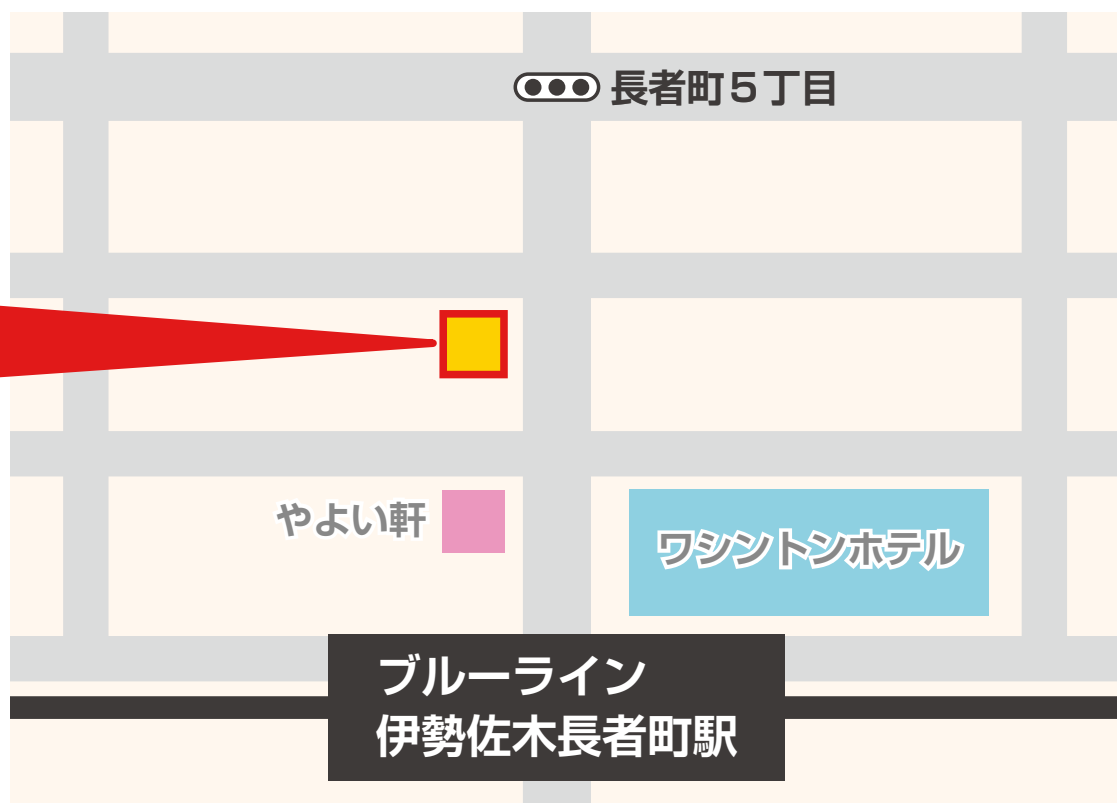 長者町５丁目
やよい軒
ワシントンホテル
ブルーライン
伊勢佐木長者町駅